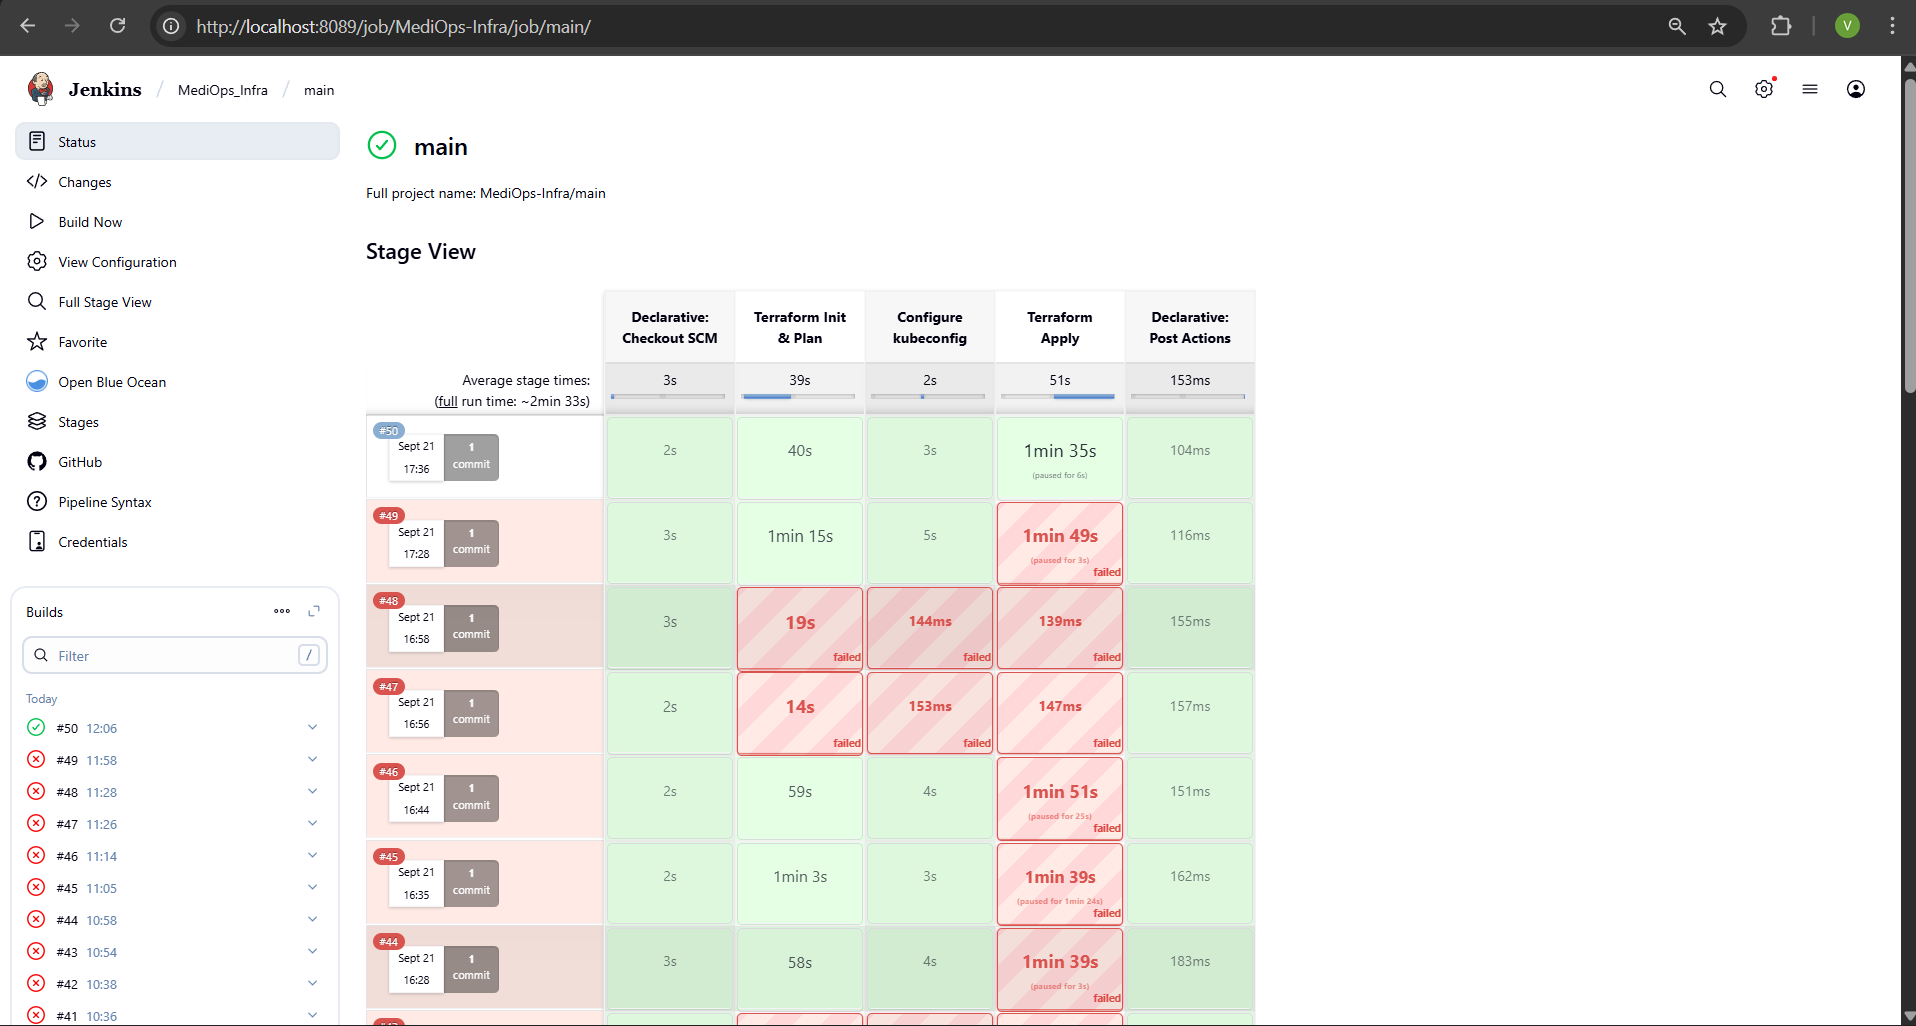 http://localhost:8089/job/MediOps-Infra/job/main/
V
Jenkins / MediOps_Infra / main
Status
Changes
Build Now
View Configuration
Full Stage View
Favorite
Open Blue Ocean
Stages
GitHub
Pipeline Syntax
Credentials
Builds
Filter /
Today
#50 12:06
#49 11:58
#48 11:28
#47 11:26
#46 11:14
#45 11:05
#44 10:58
#43 10:54
#42 10:38
#41 10:36
main
Full project name: MediOps-Infra/main
Stage View
Declarative: Checkout SCM
Terraform Init & Plan
Configure kubeconfig
Terraform Apply
Declarative: Post Actions
Average stage times:
(full run time: ~2min 33s)
3s 39s 2s 51s 153ms
#50
Sept 21 17:36 1 commit
2s 40s 3s 1min 35s (paused for 6s) 104ms
#49
Sept 21 17:28 1 commit
3s 1min 15s 5s 1min 49s (paused for 3s) failed 116ms
#48
Sept 21 16:58 1 commit
3s 19s failed 144ms failed 139ms failed 155ms
#47
Sept 21 16:56 1 commit
2s 14s failed 153ms failed 147ms failed 157ms
#46
Sept 21 16:44 1 commit
2s 59s 4s 1min 51s (paused for 25s) failed 151ms
#45
Sept 21 16:35 1 commit
2s 1min 3s 3s 1min 39s (paused for 1min 24s) failed 162ms
#44
Sept 21 16:28 1 commit
3s 58s 4s 1min 39s (paused for 3s) failed 183ms